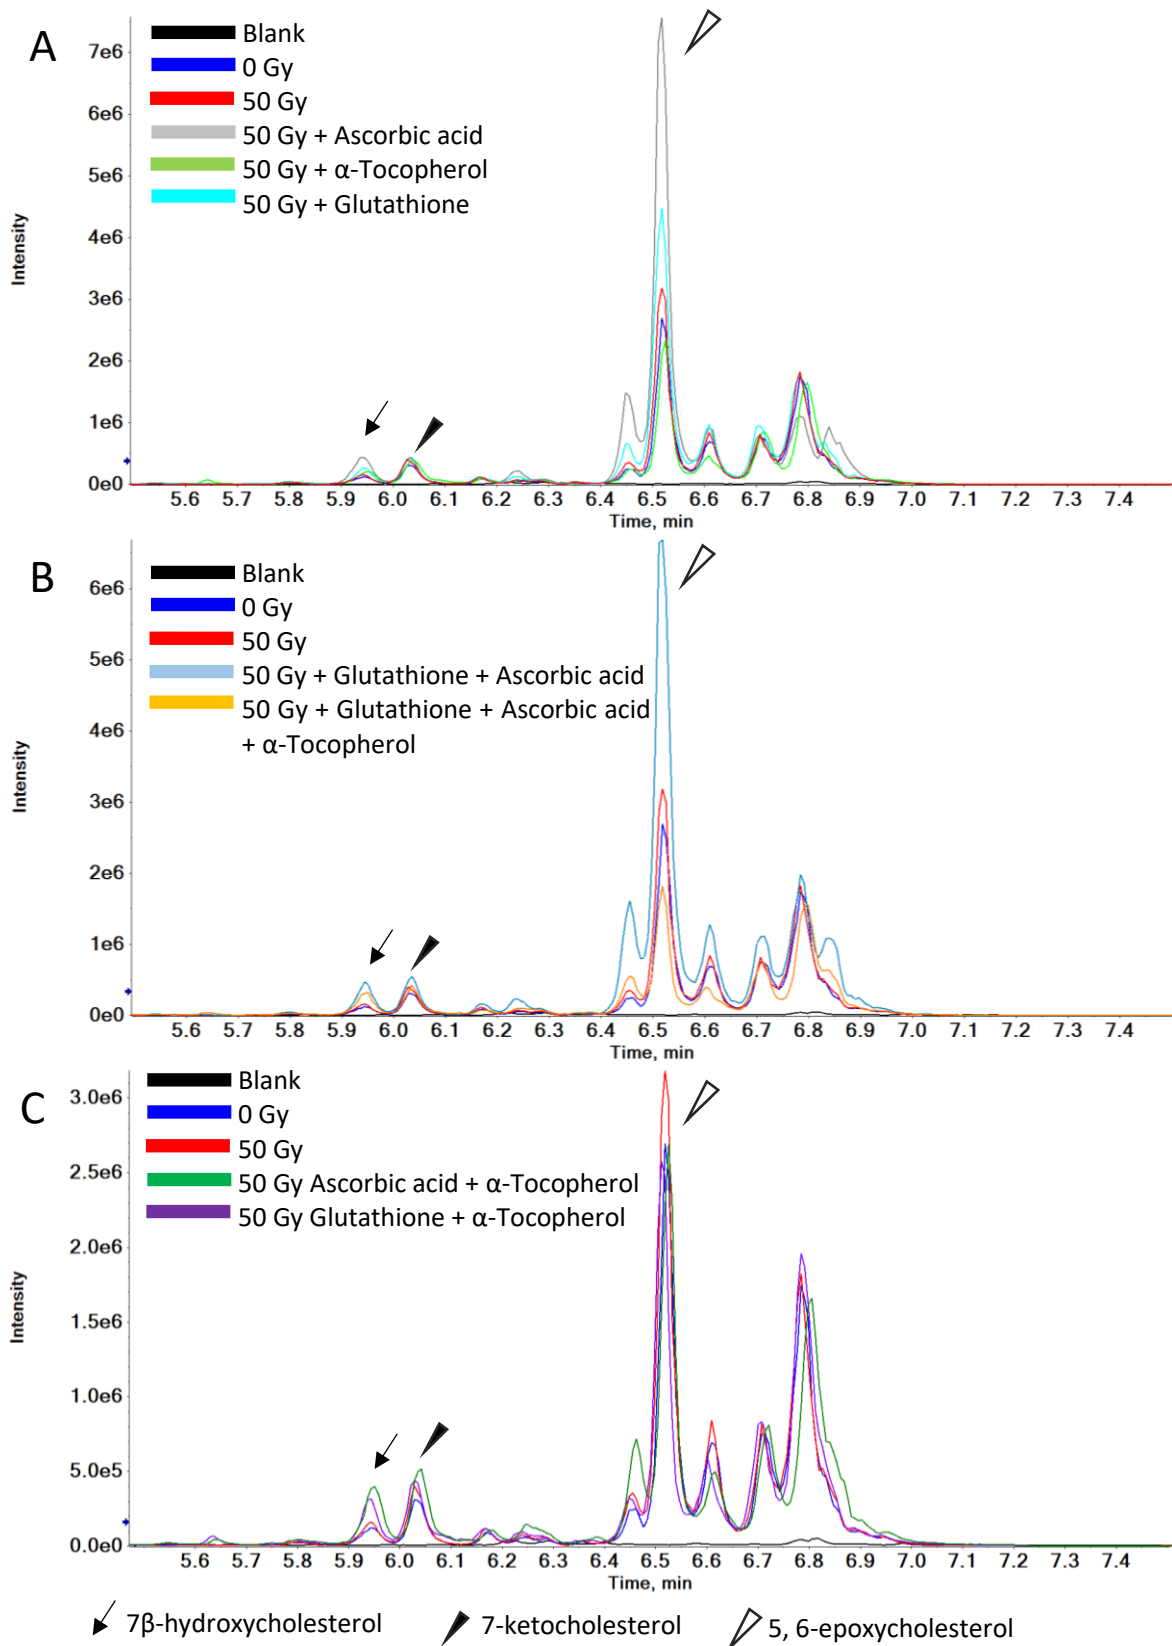 A
Blank
0 Gy
50 Gy
50 Gy + Ascorbic acid
50 Gy + α-Tocopherol
50 Gy + Glutathione
Intensity
7e6
6e6
5e6
4e6
3e6
2e6
1e6
0e0
5.6 5.7 5.8 5.9 6.0 6.1 6.2 6.3 6.4 6.5 6.6 6.7 6.8 6.9 7.0 7.1 7.2 7.3 7.4
Time, min
B
Blank
0 Gy
50 Gy
50 Gy + Glutathione + Ascorbic acid
50 Gy + Glutathione + Ascorbic acid
+ α-Tocopherol
Intensity
6e6
5e6
4e6
3e6
2e6
1e6
0e0
5.6 5.7 5.8 5.9 6.0 6.1 6.2 6.3 6.4 6.5 6.6 6.7 6.8 6.9 7.0 7.1 7.2 7.3 7.4
Time, min
C
Blank
0 Gy
50 Gy
50 Gy Ascorbic acid + α-Tocopherol
50 Gy Glutathione + α-Tocopherol
Intensity
3.0e6
2.5e6
2.0e6
1.5e6
1.0e6
5.0e5
0.0e0
5.6 5.7 5.8 5.9 6.0 6.1 6.2 6.3 6.4 6.5 6.6 6.7 6.8 6.9 7.0 7.1 7.2 7.3 7.4
Time, min
7β-hydroxycholesterol 7-ketocholesterol 5, 6-epoxycholesterol